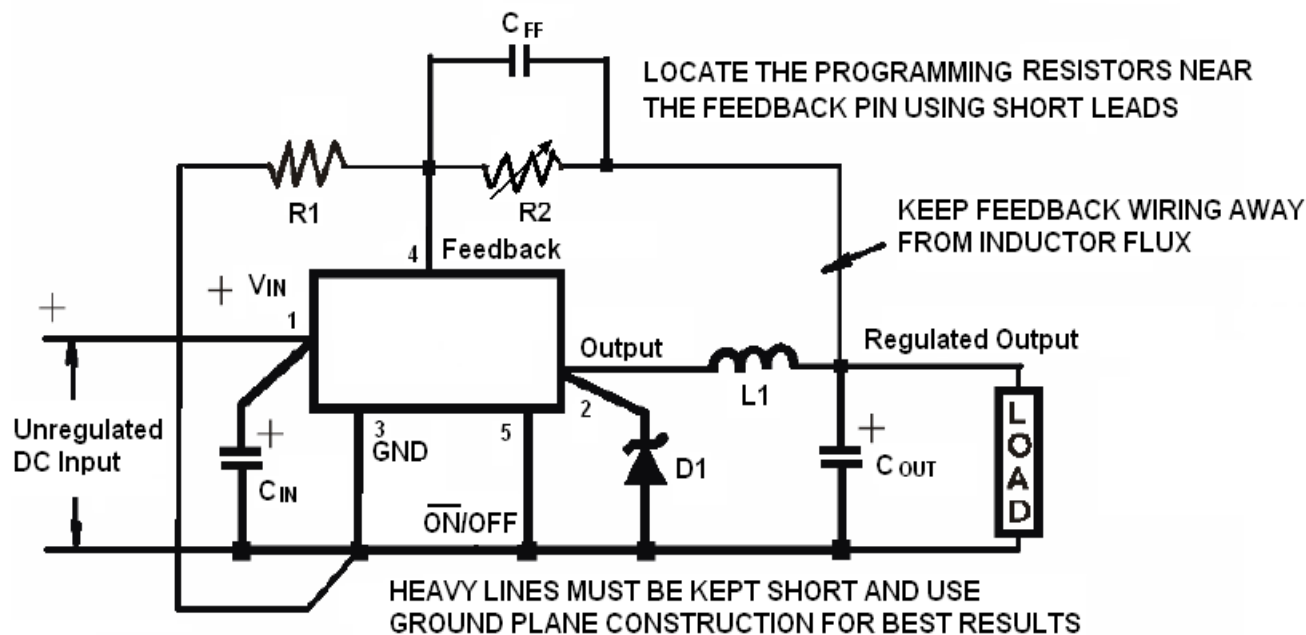 C FF
LOCATE THE PROGRAMMING RESISTORS NEAR
THE FEEDBACK PIN USING SHORT LEADS
R1
R2
KEEP FEEDBACK WIRING AWAY
FROM INDUCTOR FLUX
4
Feedback
+ VIN
+
1
Output
Regulated Output
L1
2
Unregulated
DC Input
+
CIN
3
GND
5
D1
+
C OUT
LOAD
ON/OFF
HEAVY LINES MUST BE KEPT SHORT AND USE
GROUND PLANE CONSTRUCTION FOR BEST RESULTS